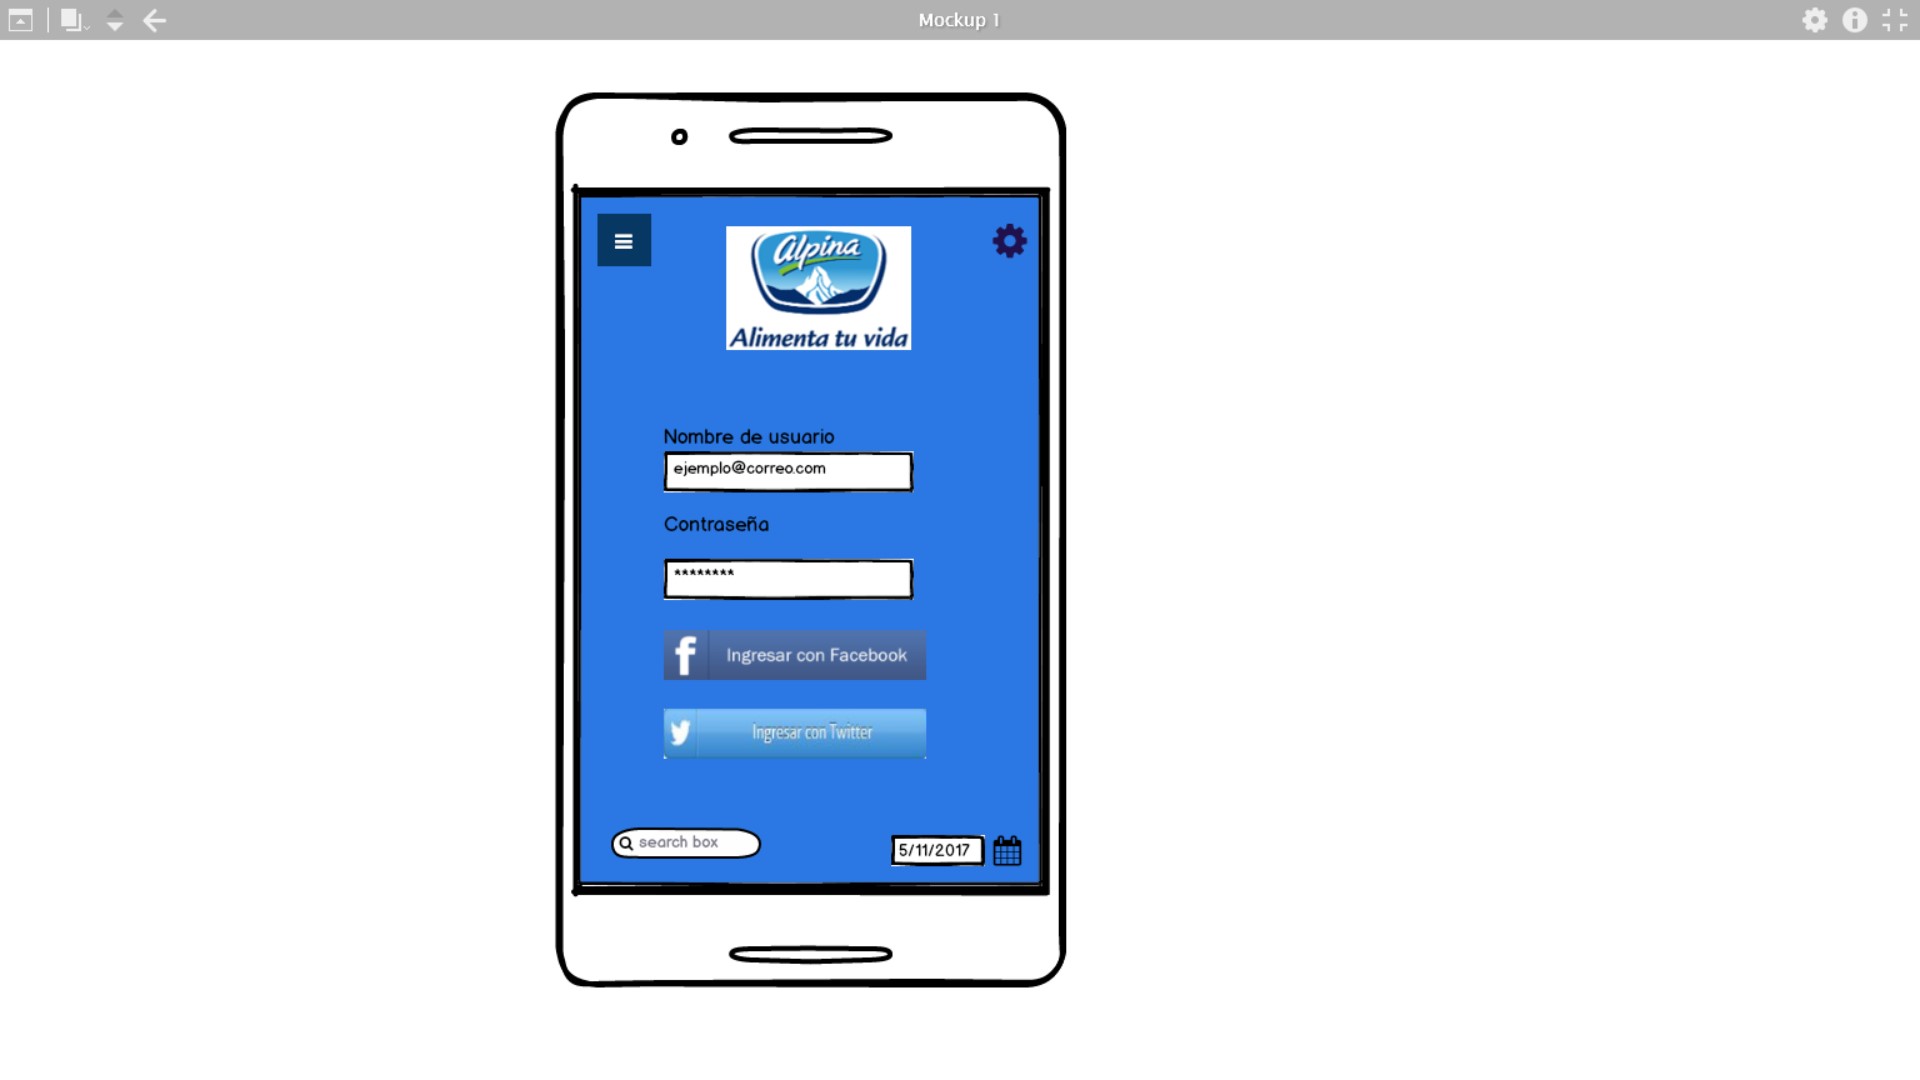 Mockup 1
alpina
Alimenta tu vida
Nombre de usuario
ejemplo@correo.com
Contraseña
********
f Ingresar con Facebook
Ingresar con Twitter
search box
5/11/2017